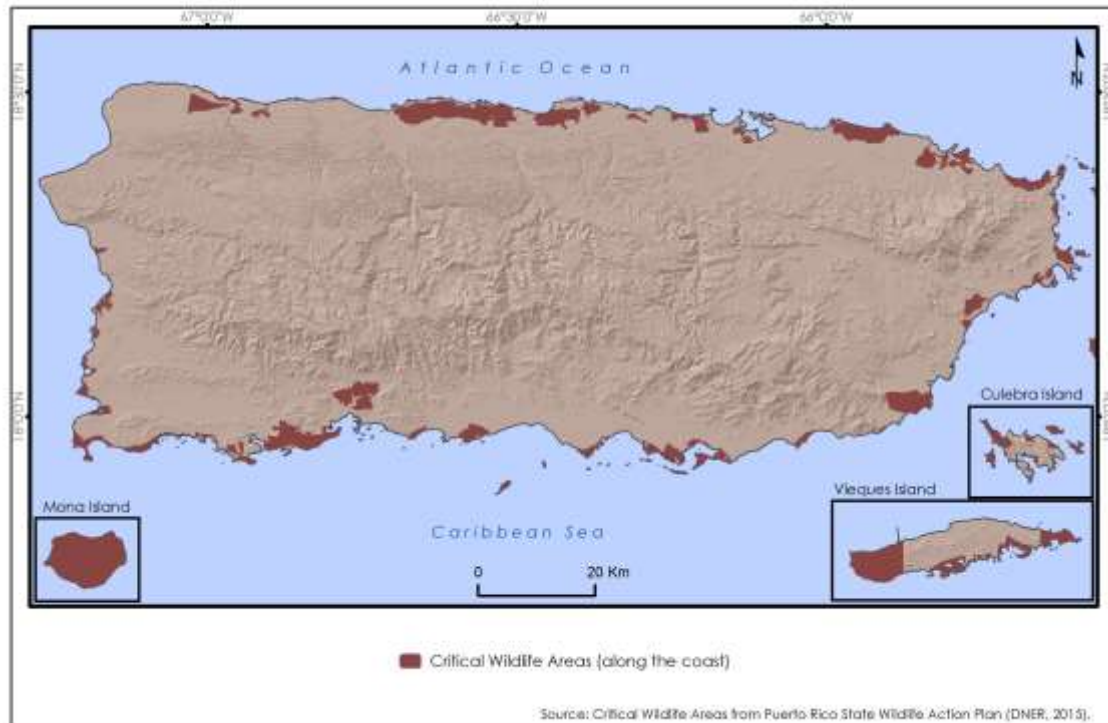 67°0'0"W 66°30'0"W 66°0'0"W
Atlantic Ocean
N
18°30'0"N
18°0'0"N
Culebra Island
Vieques Island
Mona Island
Caribbean Sea
0 20 Km
Critical Wildlife Areas (along the coast)
Source: Critical Wildlife Areas from Puerto Rico State Wildlife Action Plan (DNER, 2015).